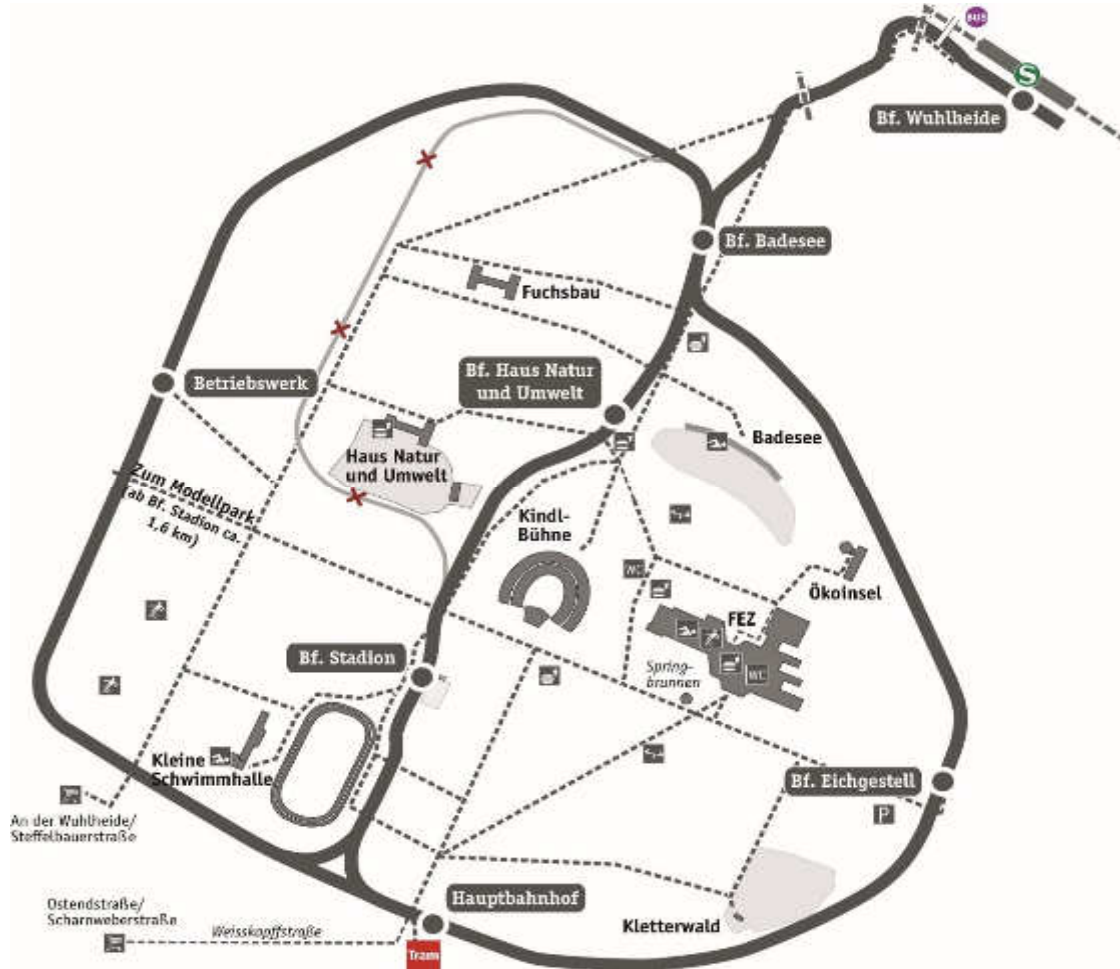 BUS
S
Bf. Wuhlheide
Bf. Badesee
Fuchsbau
Bf. Haus Natur
und Umwelt
Betriebswerk
Badesee
Haus Natur
und Umwelt
Zum Modellpark
(ab Bf. Stadion ca.
1,6 km)
Kindl-
Bühne
WC
Ökoinsel
FEZ
Bf. Stadion
Spring-
brunnen
WC
Kleine
Schwimmhalle
Bf. Eichgestell
P
An der Wuhlheide/
Steffelbauerstraße
Hauptbahnhof
Ostendstraße/
Scharnweberstraße
Weisskopffstraße
Kletterwald
Tram